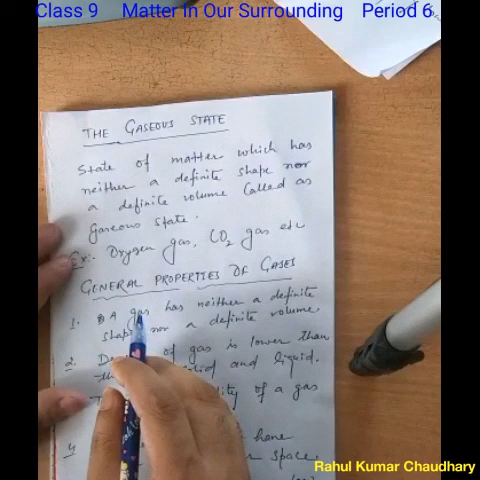 Class 9 Matter In Our Surrounding Period 6
THE GASEOUS STATE
State of matter which has
neither a definite shape nor
a definite volume called as
gaseous state.
Ex:- Oxygen gas, CO2 gas etc
GENERAL PROPERTIES OF GASES
1. A gas has neither a definite
shape nor a definite volume.
2. of gas is lower than
and liquid.
of a gas
4
have
space.
Rahul Kumar Chaudhary